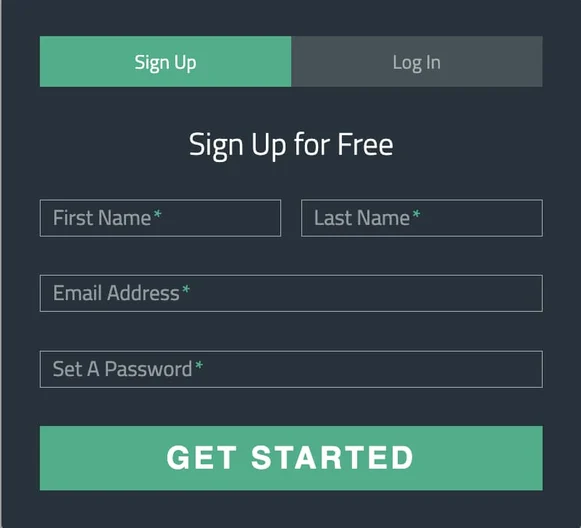 Sign Up Log In
Sign Up for Free
First Name* Last Name*
Email Address*
Set A Password*
GET STARTED